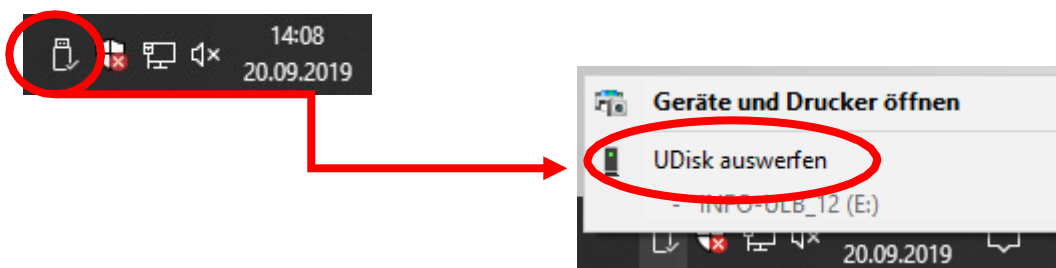 14:08
20.09.2019
Geräte und Drucker öffnen
UDisk auswerfen
- INFO-ULB_12 (E:)
20.09.2019